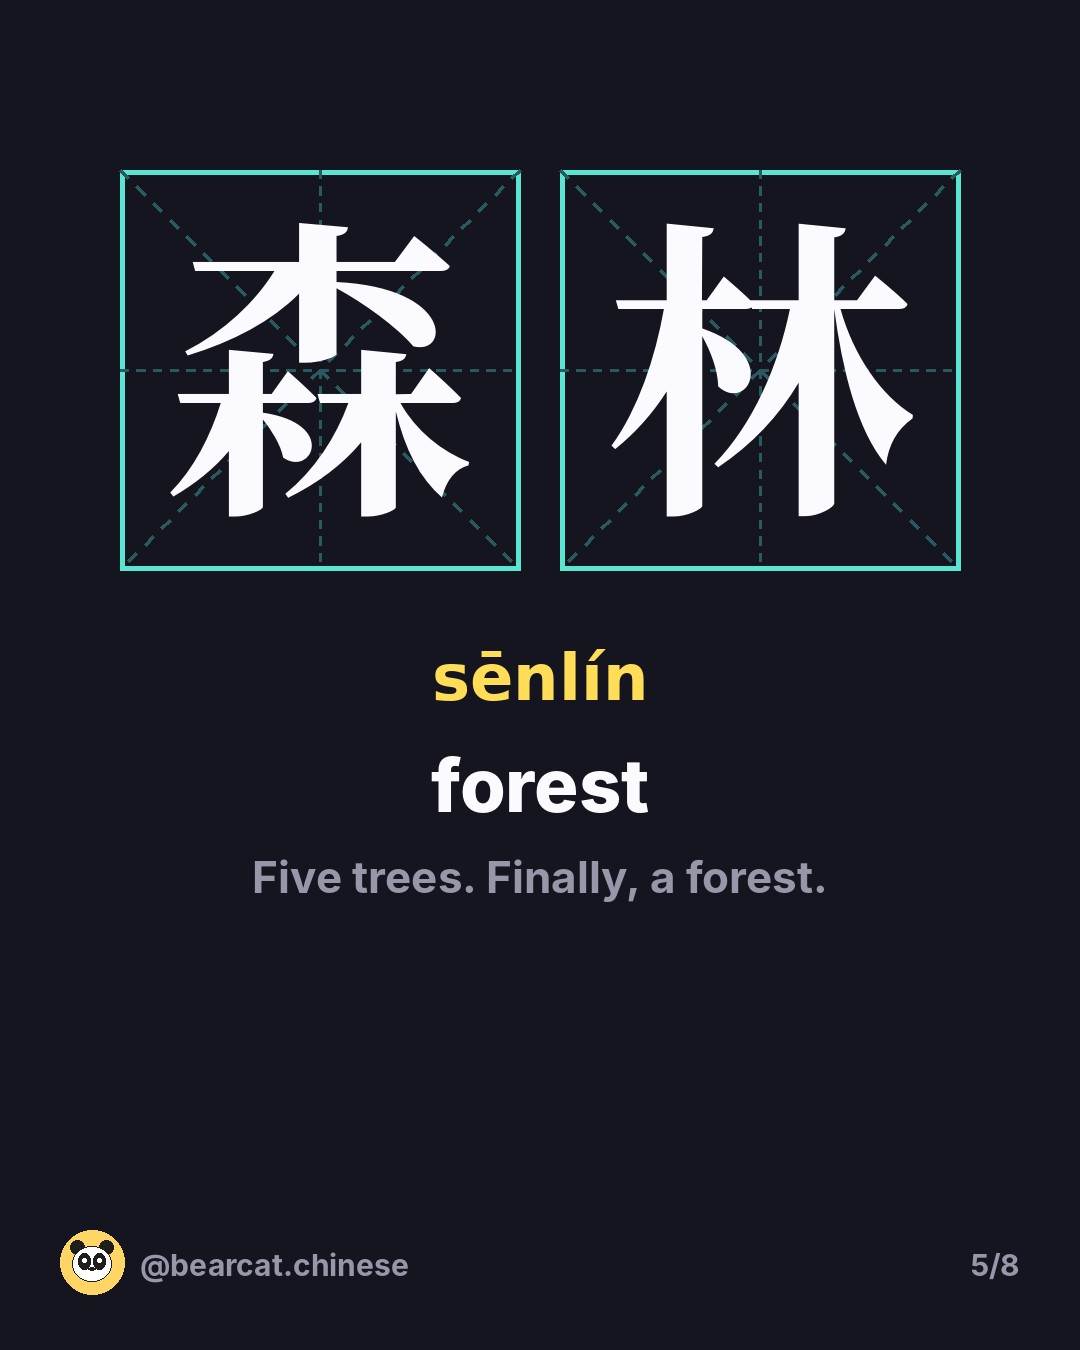 森林
sēnlín
forest
Five trees. Finally, a forest.
@bearcat.chinese
5/8